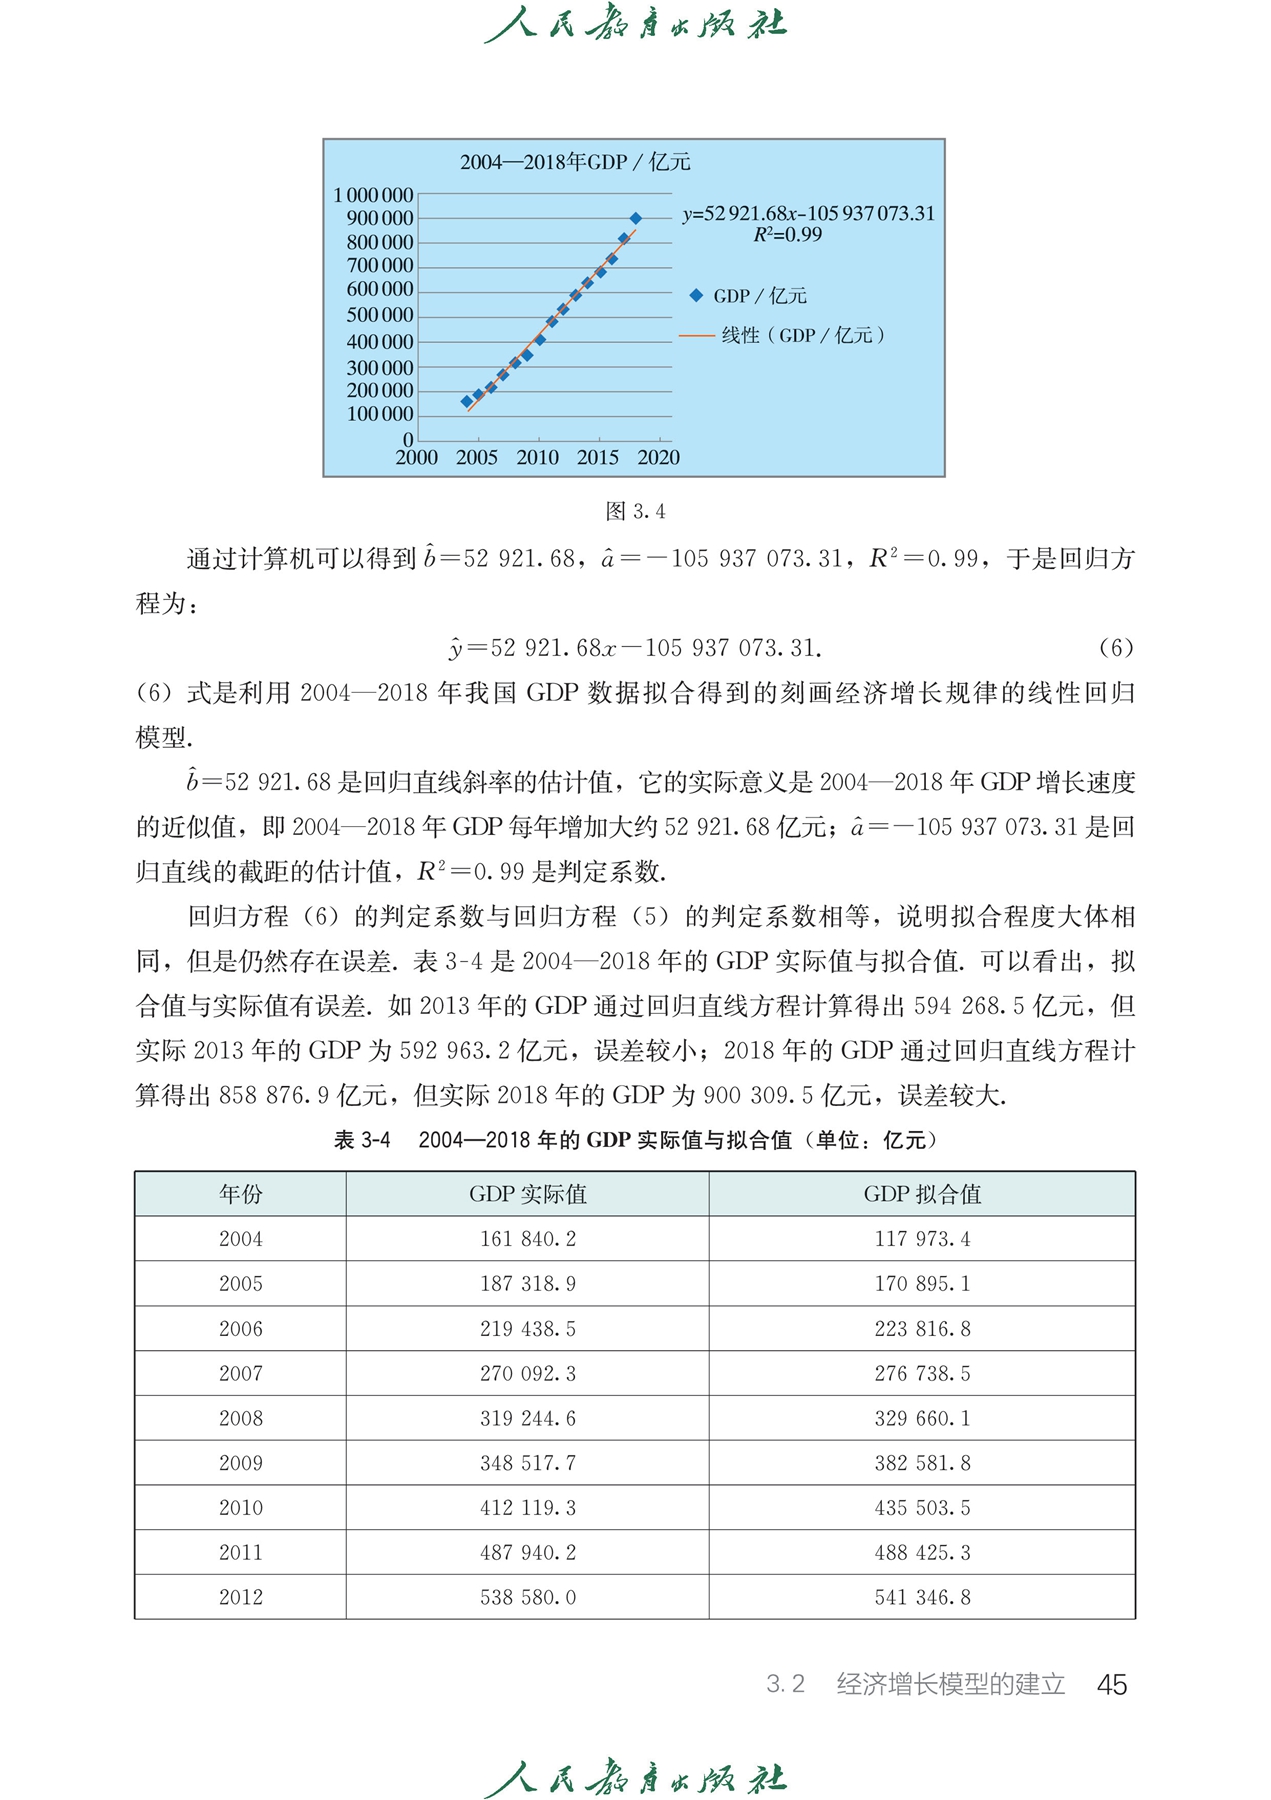 人民教育出版社
2004—2018年GDP / 亿元
1 000 000
900 000
800 000
700 000
600 000
500 000
400 000
300 000
200 000
100 000
0
2000 2005 2010 2015 2020
y=52 921.68x-105 937 073.31
R²=0.99
GDP / 亿元
线性（GDP / 亿元）
图 3.4
通过计算机可以得到 b̂=52 921.68，â=-105 937 073.31，R²=0.99，于是回归方
程为：
ŷ=52 921.68x-105 937 073.31. （6）
（6）式是利用 2004—2018 年我国 GDP 数据拟合得到的刻画经济增长规律的线性回归
模型.
b̂=52 921.68 是回归直线斜率的估计值，它的实际意义是 2004—2018 年 GDP 增长速度
的近似值，即 2004—2018 年 GDP 每年增加大约 52 921.68 亿元；â=-105 937 073.31 是回
归直线的截距的估计值，R²=0.99 是判定系数.
回归方程（6）的判定系数与回归方程（5）的判定系数相等，说明拟合程度大体相
同，但是仍然存在误差. 表 3-4 是 2004—2018 年的 GDP 实际值与拟合值. 可以看出，拟
合值与实际值有误差. 如 2013 年的 GDP 通过回归直线方程计算得出 594 268.5 亿元，但
实际 2013 年的 GDP 为 592 963.2 亿元，误差较小；2018 年的 GDP 通过回归直线方程计
算得出 858 876.9 亿元，但实际 2018 年的 GDP 为 900 309.5 亿元，误差较大.
表 3-4 2004—2018 年的 GDP 实际值与拟合值（单位：亿元）
年份 GDP 实际值 GDP 拟合值
2004 161 840.2 117 973.4
2005 187 318.9 170 895.1
2006 219 438.5 223 816.8
2007 270 092.3 276 738.5
2008 319 244.6 329 660.1
2009 348 517.7 382 581.8
2010 412 119.3 435 503.5
2011 487 940.2 488 425.3
2012 538 580.0 541 346.8
3.2 经济增长模型的建立 45
人民教育出版社